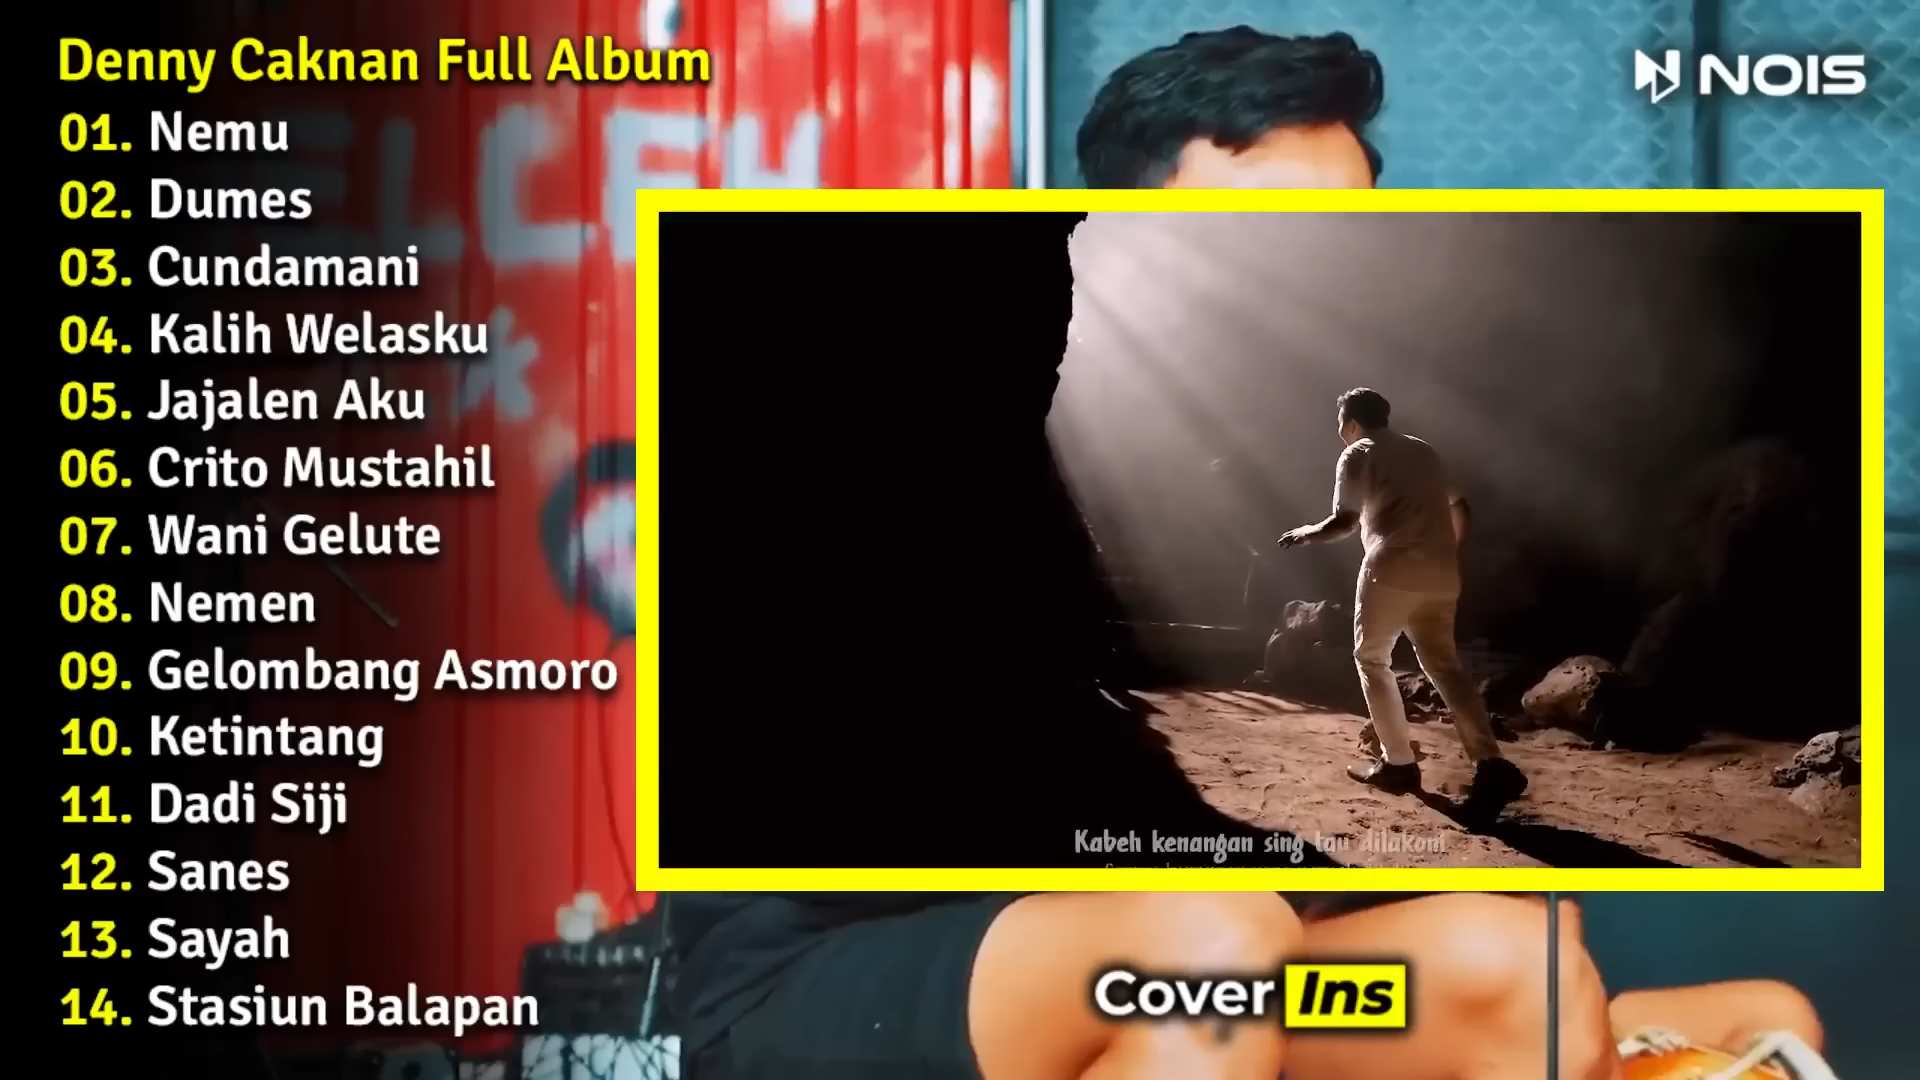 Denny Caknan Full Album
01. Nemu
02. Dumes
03. Cundamani
04. Kalih Welasku
05. Jajalen Aku
06. Crito Mustahil
07. Wani Gelute
08. Nemen
09. Gelombang Asmoro
10. Ketintang
11. Dadi Siji
12. Sanes
13. Sayah
14. Stasiun Balapan
NOIS
Kabeh kenangan sing tau dilakoni
Cover Ins